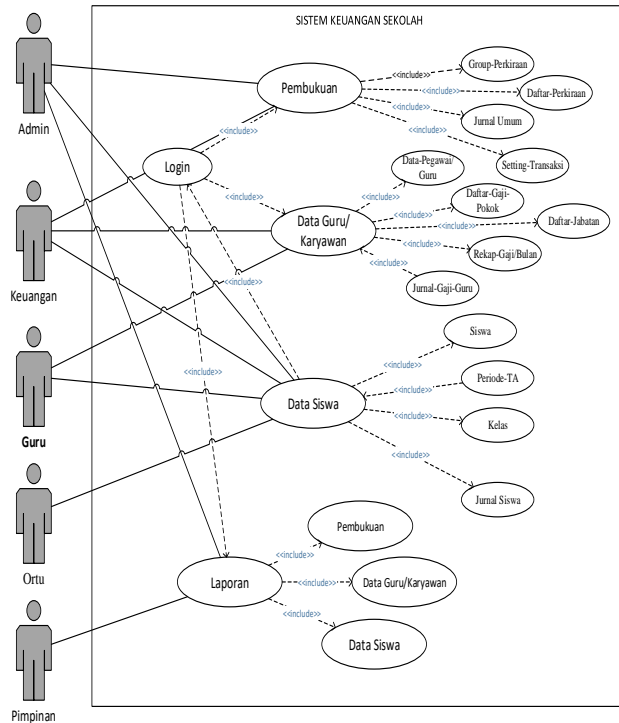 SISTEM KEUANGAN SEKOLAH
Admin
Keuangan
Guru
Ortu
Pimpinan
Login
Pembukuan
<<include>>
Group-Perkiraan
<<include>>
Daftar-Perkiraan
<<include>>
Jurnal Umum
<<include>>
Setting-Transaksi
<<include>>
<<include>>
Data Guru/
Karyawan
<<include>>
Data-Pegawai/
Guru
<<include>>
Daftar-Gaji-
Pokok
<<include>>
Daftar-Jabatan
<<include>>
Rekap-Gaji/Bulan
<<include>>
Jurnal-Gaji-Guru
<<include>>
<<include>>
Data Siswa
<<include>>
Siswa
<<include>>
Periode-TA
<<include>>
Kelas
<<include>>
Jurnal Siswa
Laporan
<<include>>
Pembukuan
<<include>>
Data Guru/Karyawan
<<include>>
Data Siswa